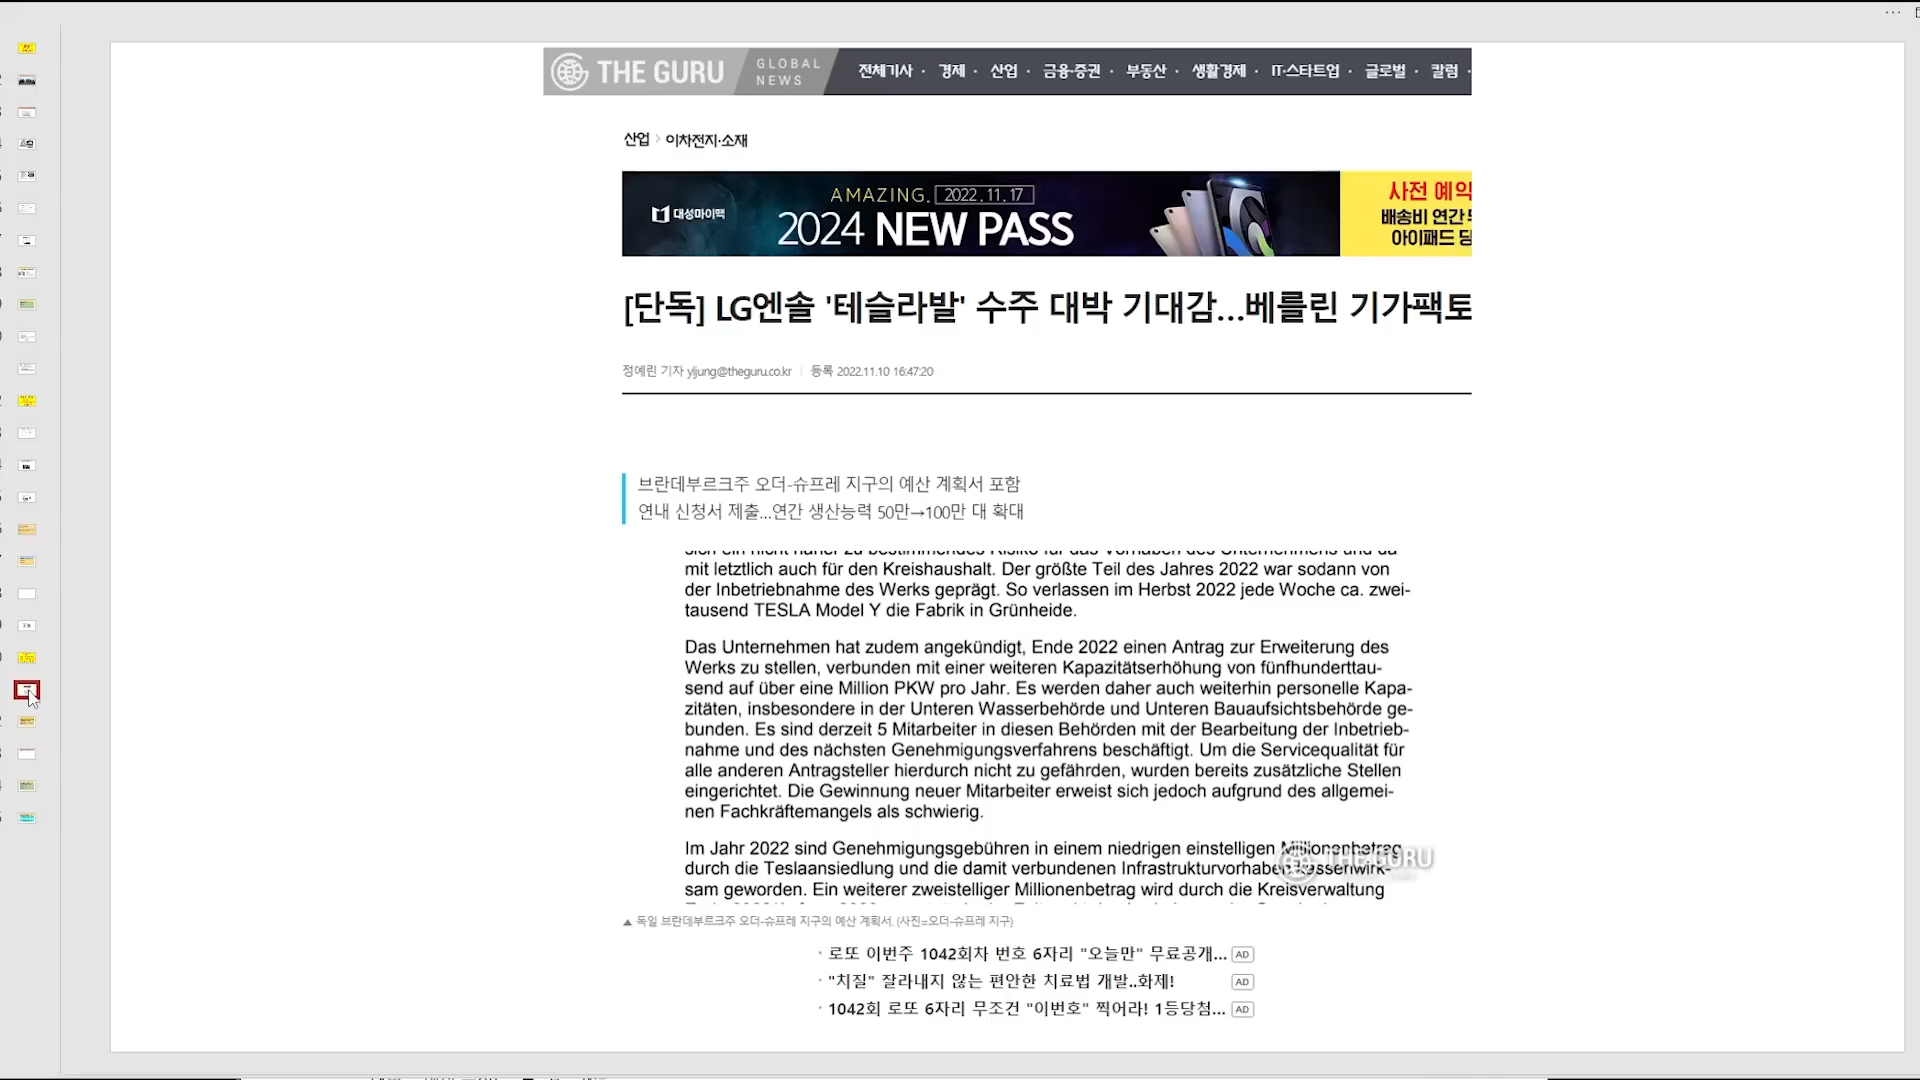 THE GURU
GLOBAL
NEWS
전체기사 · 경제 · 산업 · 금융·증권 · 부동산 · 생활경제 · IT·스타트업 · 글로벌 · 칼럼 ·
산업 > 이차전지·소재
대성마이맥
AMAZING. 2022.11.17
2024 NEW PASS
사전 예약
배송비 연간
아이패드 당
[단독] LG엔솔 '테슬라발' 수주 대박 기대감...베를린 기가팩토
정예린 기자 yljung@theguru.co.kr | 등록 2022.11.10 16:47:20
브란데부르크주 오더-슈프레 지구의 예산 계획서 포함
연내 신청서 제출...연간 생산능력 50만→100만 대 확대
sich ein nicht näher zu bestimmendes Risiko für das Vorhaben des Unternehmens und da
mit letztlich auch für den Kreishaushalt. Der größte Teil des Jahres 2022 war sodann von
der Inbetriebnahme des Werks geprägt. So verlassen im Herbst 2022 jede Woche ca. zwei-
tausend TESLA Model Y die Fabrik in Grünheide.
Das Unternehmen hat zudem angekündigt, Ende 2022 einen Antrag zur Erweiterung des
Werks zu stellen, verbunden mit einer weiteren Kapazitätserhöhung von fünfhunderttau-
send auf über eine Million PKW pro Jahr. Es werden daher auch weiterhin personelle Kapa-
zitäten, insbesondere in der Unteren Wasserbehörde und Unteren Bauaufsichtsbehörde ge-
bunden. Es sind derzeit 5 Mitarbeiter in diesen Behörden mit der Bearbeitung der Inbetrieb-
nahme und des nächsten Genehmigungsverfahrens beschäftigt. Um die Servicequalität für
alle anderen Antragsteller hierdurch nicht zu gefährden, wurden bereits zusätzliche Stellen
eingerichtet. Die Gewinnung neuer Mitarbeiter erweist sich jedoch aufgrund des allgemei-
nen Fachkräftemangels als schwierig.
Im Jahr 2022 sind Genehmigungsgebühren in einem niedrigen einstelligen Millionenbetrag
durch die Teslaansiedlung und die damit verbundenen Infrastrukturvorhaben kassenwirk-
sam geworden. Ein weiterer zweistelliger Millionenbetrag wird durch die Kreisverwaltung
THE GURU
▲ 독일 브란데부르크주 오더-슈프레 지구의 예산 계획서. (사진=오더-슈프레 지구)
· 로또 이번주 1042회차 번호 6자리 "오늘만" 무료공개... AD
· "치질" 잘라내지 않는 편안한 치료법 개발..화제! AD
· 1042회 로또 6자리 무조건 "이번호" 찍어라! 1등당첨... AD